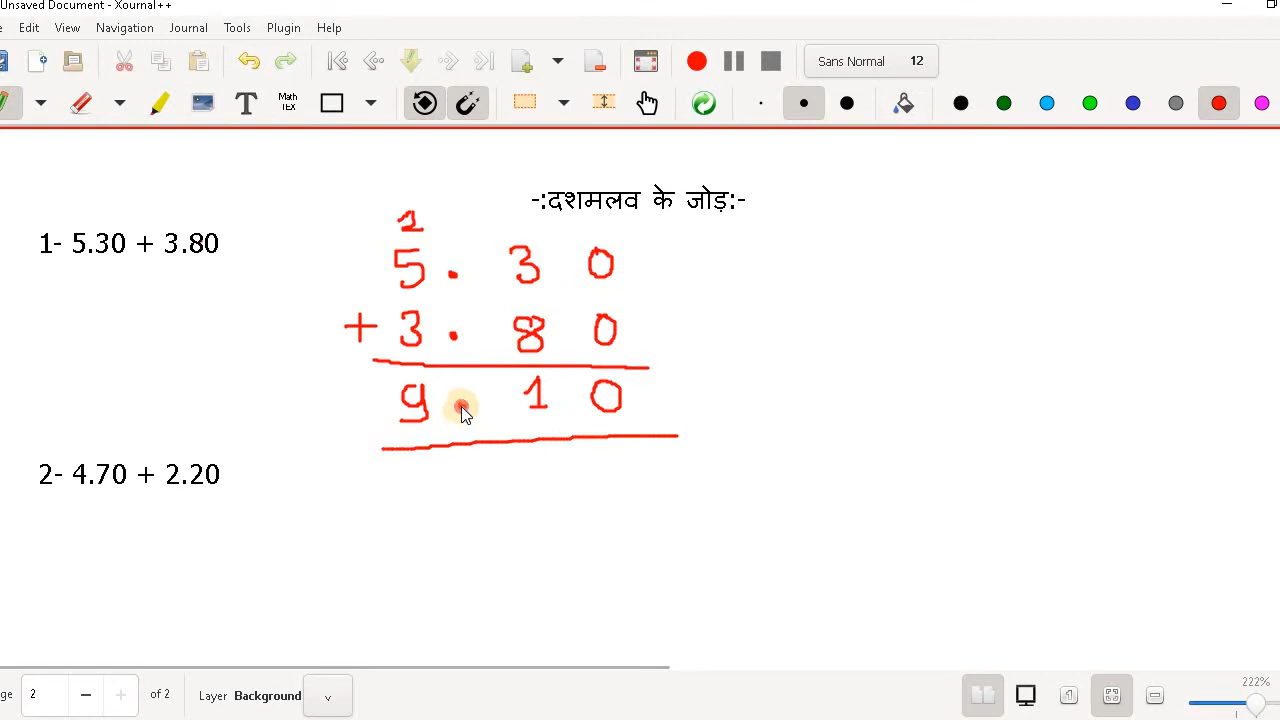 Unsaved Document - Xournal++
Edit View Navigation Journal Tools Plugin Help
Sans Normal 12
T Math TEX
-:दशमलव के जोड़:-
1- 5.30 + 3.80
1
5 . 3 0
+ 3 . 8 0
9 . 1 0
2- 4.70 + 2.20
ge 2 of 2 Layer Background 222%